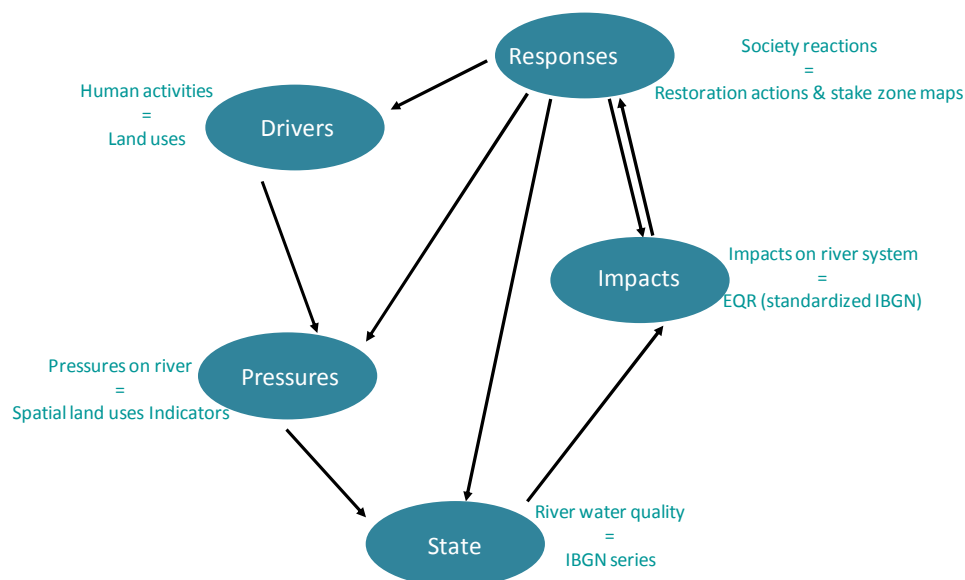 Responses
Society reactions
=
Restoration actions & stake zone maps
Human activities
=
Land uses
Drivers
Impacts
Impacts on river system
=
EQR (standardized IBGN)
Pressures on river
=
Spatial land uses Indicators
Pressures
State
River water quality
=
IBGN series